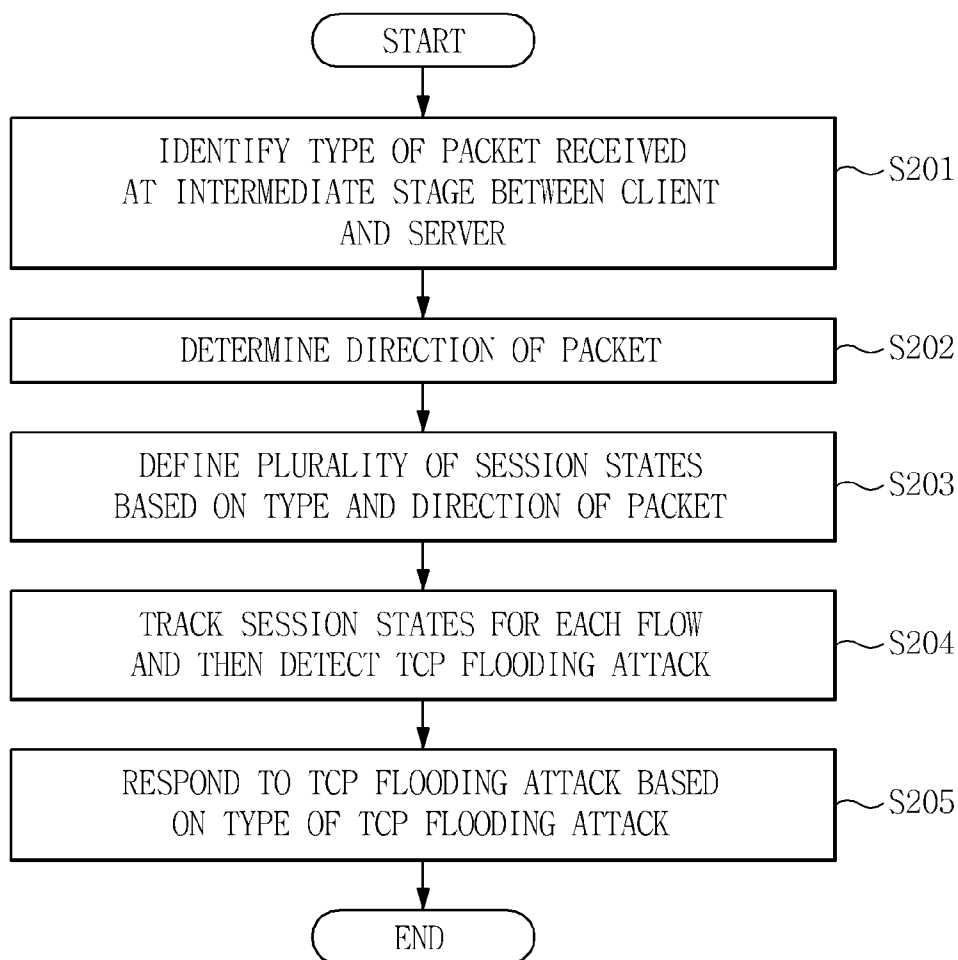 START
IDENTIFY TYPE OF PACKET RECEIVED
AT INTERMEDIATE STAGE BETWEEN CLIENT
AND SERVER
S201
DETERMINE DIRECTION OF PACKET
S202
DEFINE PLURALITY OF SESSION STATES
BASED ON TYPE AND DIRECTION OF PACKET
S203
TRACK SESSION STATES FOR EACH FLOW
AND THEN DETECT TCP FLOODING ATTACK
S204
RESPOND TO TCP FLOODING ATTACK BASED
ON TYPE OF TCP FLOODING ATTACK
S205
END